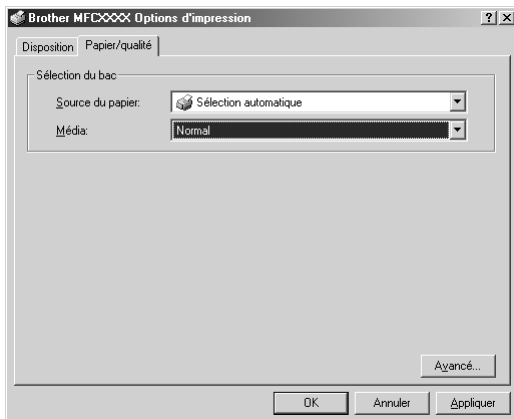 Brother MFCXXXX Options d'impression
Disposition Papier/qualité
Sélection du bac
Source du papier: Sélection automatique
Média: Normal
Avancé...
OK Annuler Appliquer